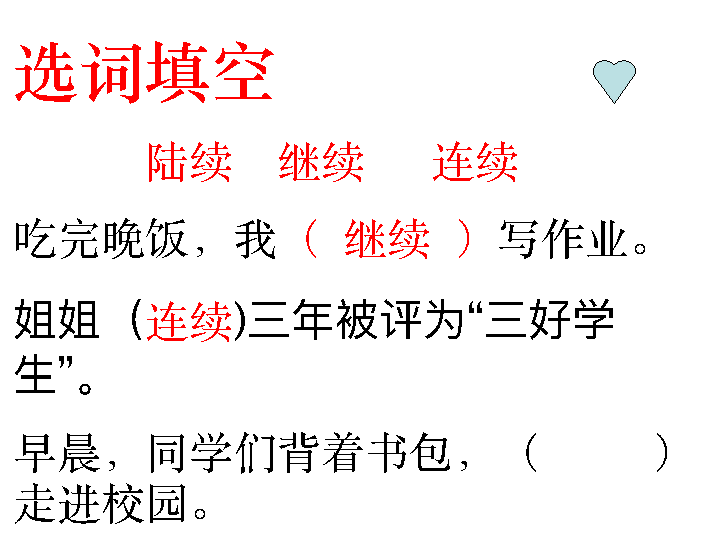 选词填空
陆续 继续 连续
吃完晚饭，我（ 继续 ）写作业。
姐姐（连续)三年被评为“三好学
生”。
早晨，同学们背着书包，（ ）
走进校园。